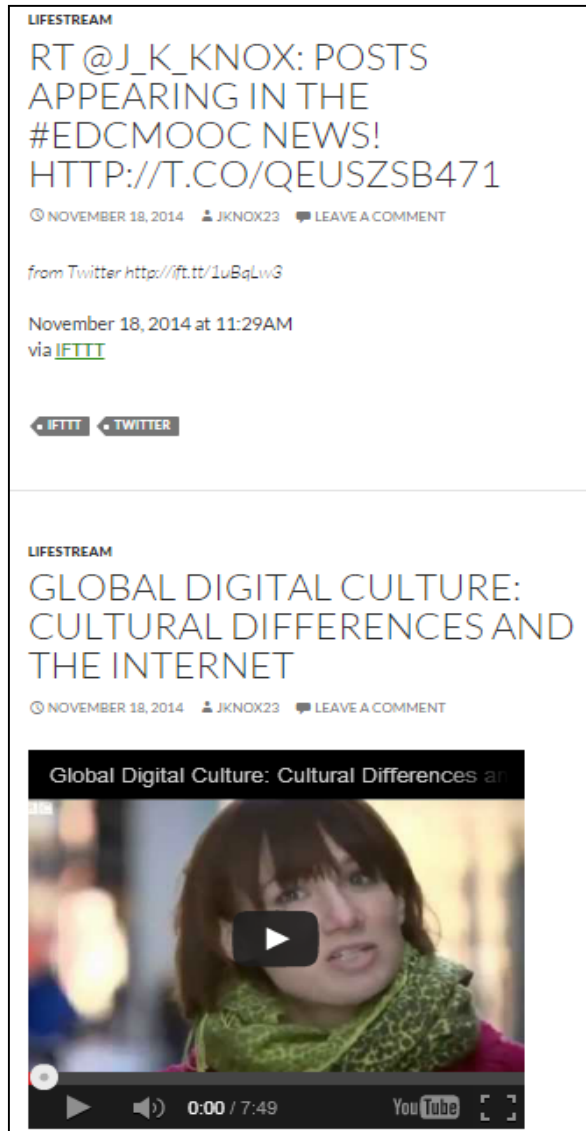 LIFESTREAM
RT @J_K_KNOX: POSTS
APPEARING IN THE
#EDCMOOC NEWS!
HTTP://T.CO/QEUSZSB471
NOVEMBER 18, 2014 JKNOX23 LEAVE A COMMENT
from Twitter http://ift.tt/1uBqLw3
November 18, 2014 at 11:29AM
via IFTTT
IFTTT TWITTER
LIFESTREAM
GLOBAL DIGITAL CULTURE:
CULTURAL DIFFERENCES AND
THE INTERNET
NOVEMBER 18, 2014 JKNOX23 LEAVE A COMMENT
Global Digital Culture: Cultural Differences an
BBC
0:00 / 7:49 YouTube